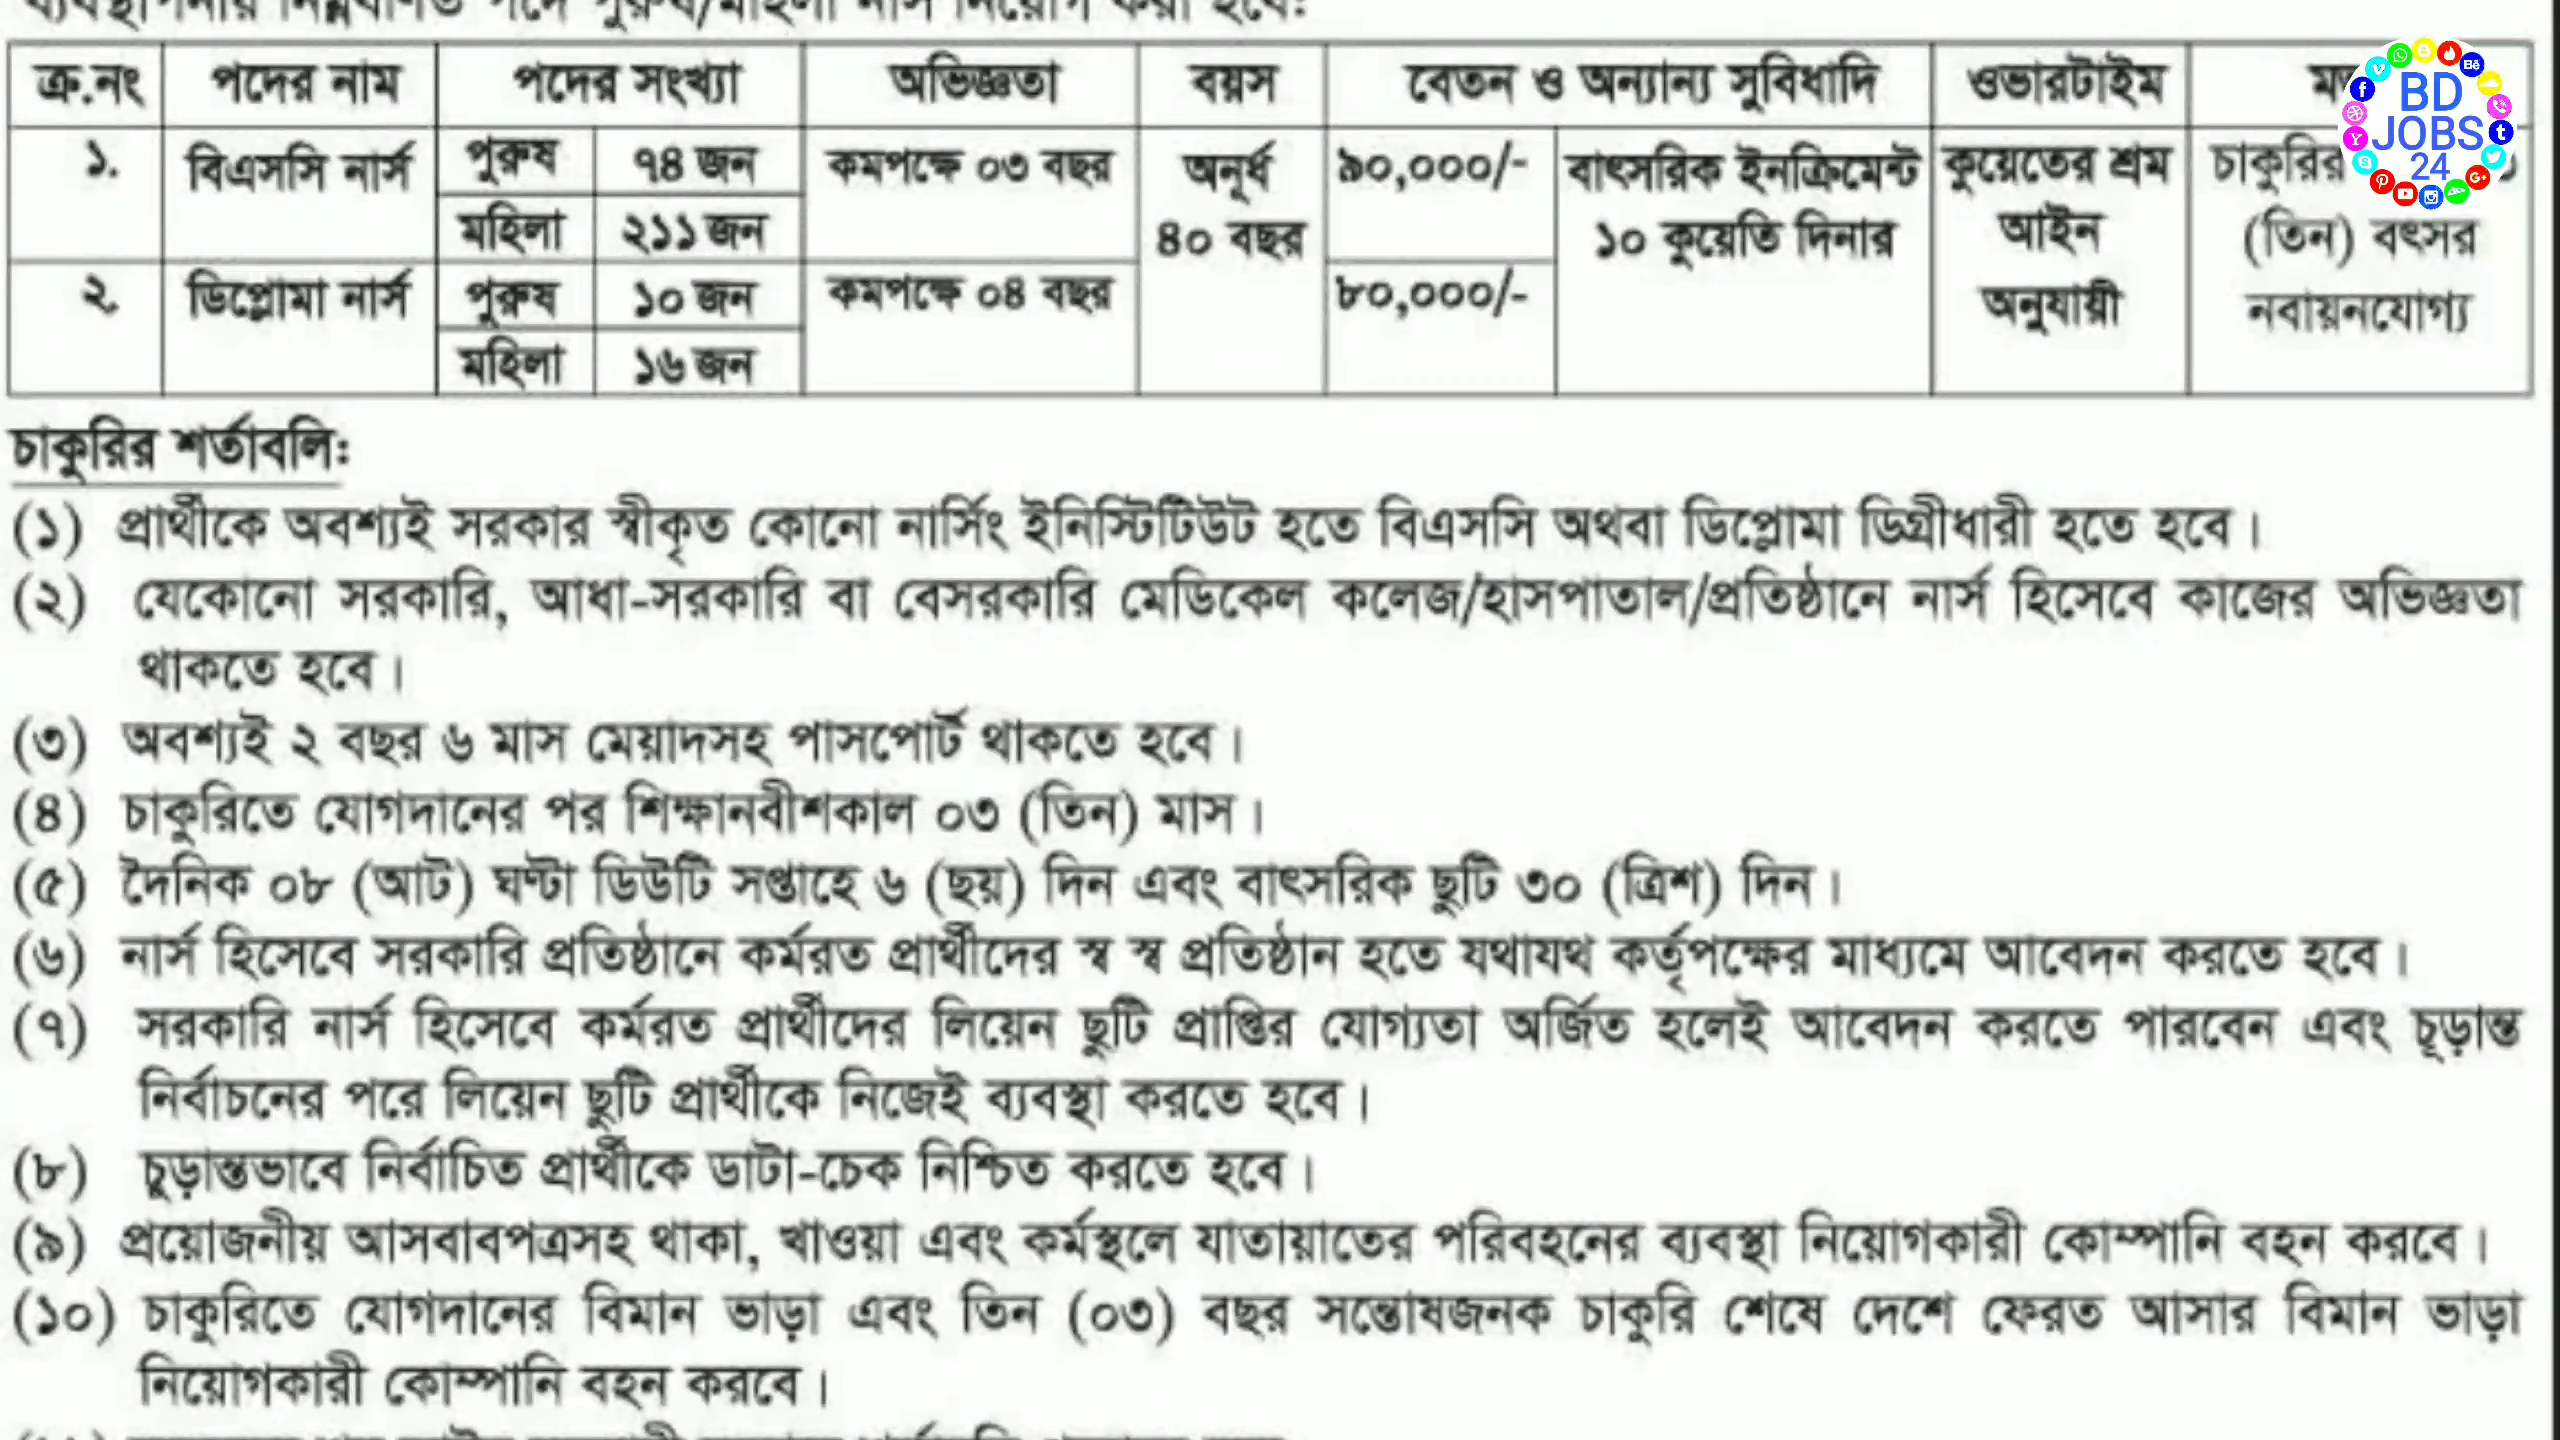 ক্র.নং পদের নাম পদের সংখ্যা অভিজ্ঞতা বয়স বেতন ও অন্যান্য সুবিধাদি ওভারটাইম
১. বিএসসি নার্স পুরুষ ৭৪ জন কমপক্ষে ০৩ বছর অনূর্ধ ৯০,০০০/- বাৎসরিক ইনক্রিমেন্ট কুয়েতের শ্রম চাকুরির
মহিলা ২১১ জন ৪০ বছর ১০ কুয়েতি দিনার আইন (তিন) বৎসর
২. ডিপ্লোমা নার্স পুরুষ ১০ জন কমপক্ষে ০৪ বছর ৮০,০০০/- অনুযায়ী নবায়নযোগ্য
মহিলা ১৬ জন
BD
JOBS
24
চাকুরির শর্তাবলিঃ
(১) প্রার্থীকে অবশ্যই সরকার স্বীকৃত কোনো নার্সিং ইনিস্টিটিউট হতে বিএসসি অথবা ডিপ্লোমা ডিগ্রীধারী হতে হবে।
(২) যেকোনো সরকারি, আধা-সরকারি বা বেসরকারি মেডিকেল কলেজ/হাসপাতাল/প্রতিষ্ঠানে নার্স হিসেবে কাজের অভিজ্ঞতা
থাকতে হবে।
(৩) অবশ্যই ২ বছর ৬ মাস মেয়াদসহ পাসপোর্ট থাকতে হবে।
(৪) চাকুরিতে যোগদানের পর শিক্ষানবীশকাল ০৩ (তিন) মাস।
(৫) দৈনিক ০৮ (আট) ঘণ্টা ডিউটি সপ্তাহে ৬ (ছয়) দিন এবং বাৎসরিক ছুটি ৩০ (ত্রিশ) দিন।
(৬) নার্স হিসেবে সরকারি প্রতিষ্ঠানে কর্মরত প্রার্থীদের স্ব স্ব প্রতিষ্ঠান হতে যথাযথ কর্তৃপক্ষের মাধ্যমে আবেদন করতে হবে।
(৭) সরকারি নার্স হিসেবে কর্মরত প্রার্থীদের লিয়েন ছুটি প্রাপ্তির যোগ্যতা অর্জিত হলেই আবেদন করতে পারবেন এবং চূড়ান্ত
নির্বাচনের পরে লিয়েন ছুটি প্রার্থীকে নিজেই ব্যবস্থা করতে হবে।
(৮) চুড়ান্তভাবে নির্বাচিত প্রার্থীকে ডাটা-চেক নিশ্চিত করতে হবে।
(৯) প্রয়োজনীয় আসবাবপত্রসহ থাকা, খাওয়া এবং কর্মস্থলে যাতায়াতের পরিবহনের ব্যবস্থা নিয়োগকারী কোম্পানি বহন করবে।
(১০) চাকুরিতে যোগদানের বিমান ভাড়া এবং তিন (০৩) বছর সন্তোষজনক চাকুরি শেষে দেশে ফেরত আসার বিমান ভাড়া
নিয়োগকারী কোম্পানি বহন করবে।